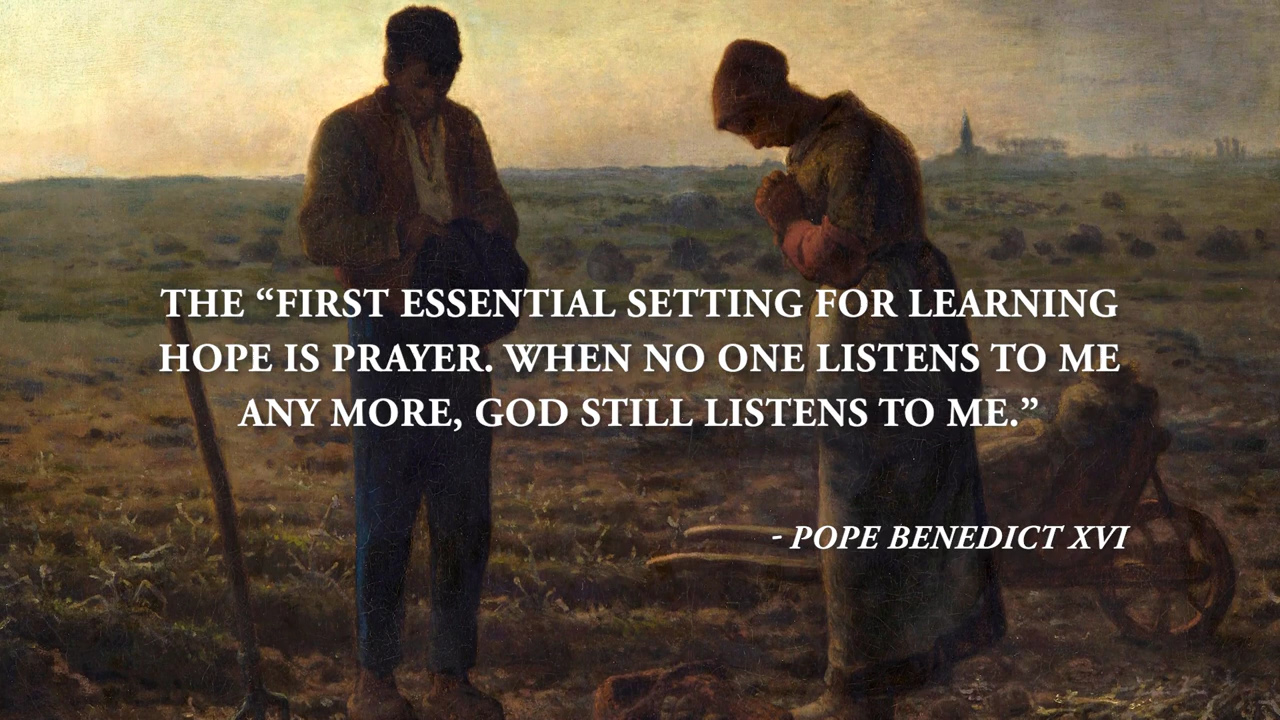 THE “FIRST ESSENTIAL SETTING FOR LEARNING
HOPE IS PRAYER. WHEN NO ONE LISTENS TO ME
ANY MORE, GOD STILL LISTENS TO ME.”
- POPE BENEDICT XVI